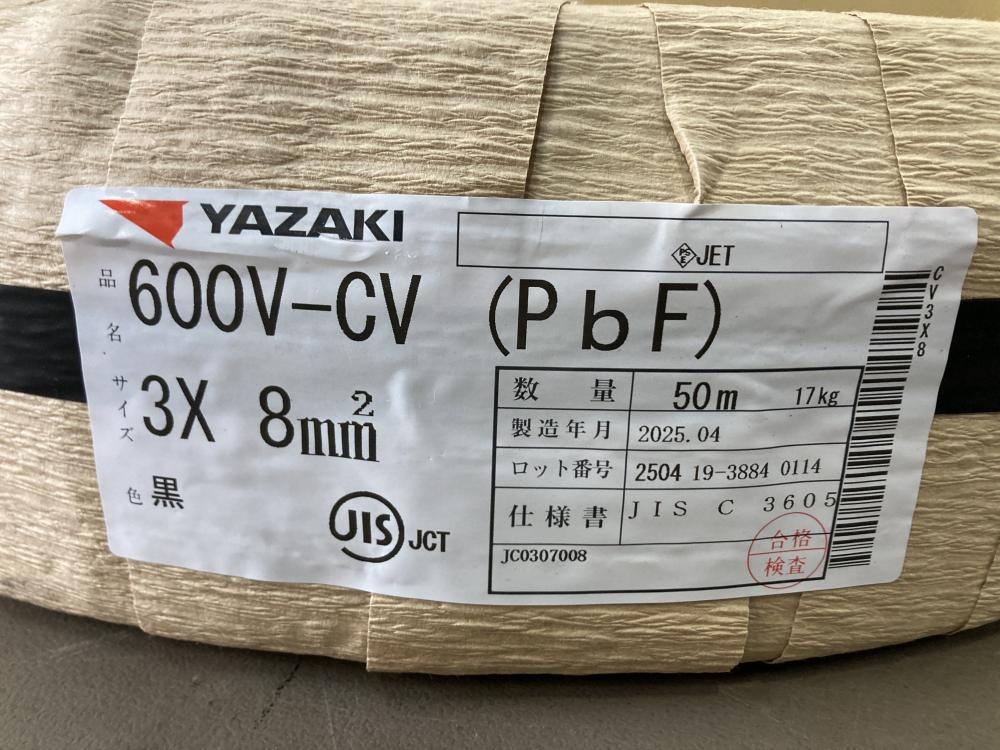 YAZAKI
PSE JET
品名 600V-CV (PbF)
サイズ 3X 8mm²
色 黒
JIS JCT
数量 50m 17kg
製造年月 2025.04
ロット番号 2504 19-3884 0114
仕様書 JIS C 3605
JC0307008
合格
検査
CV3X8